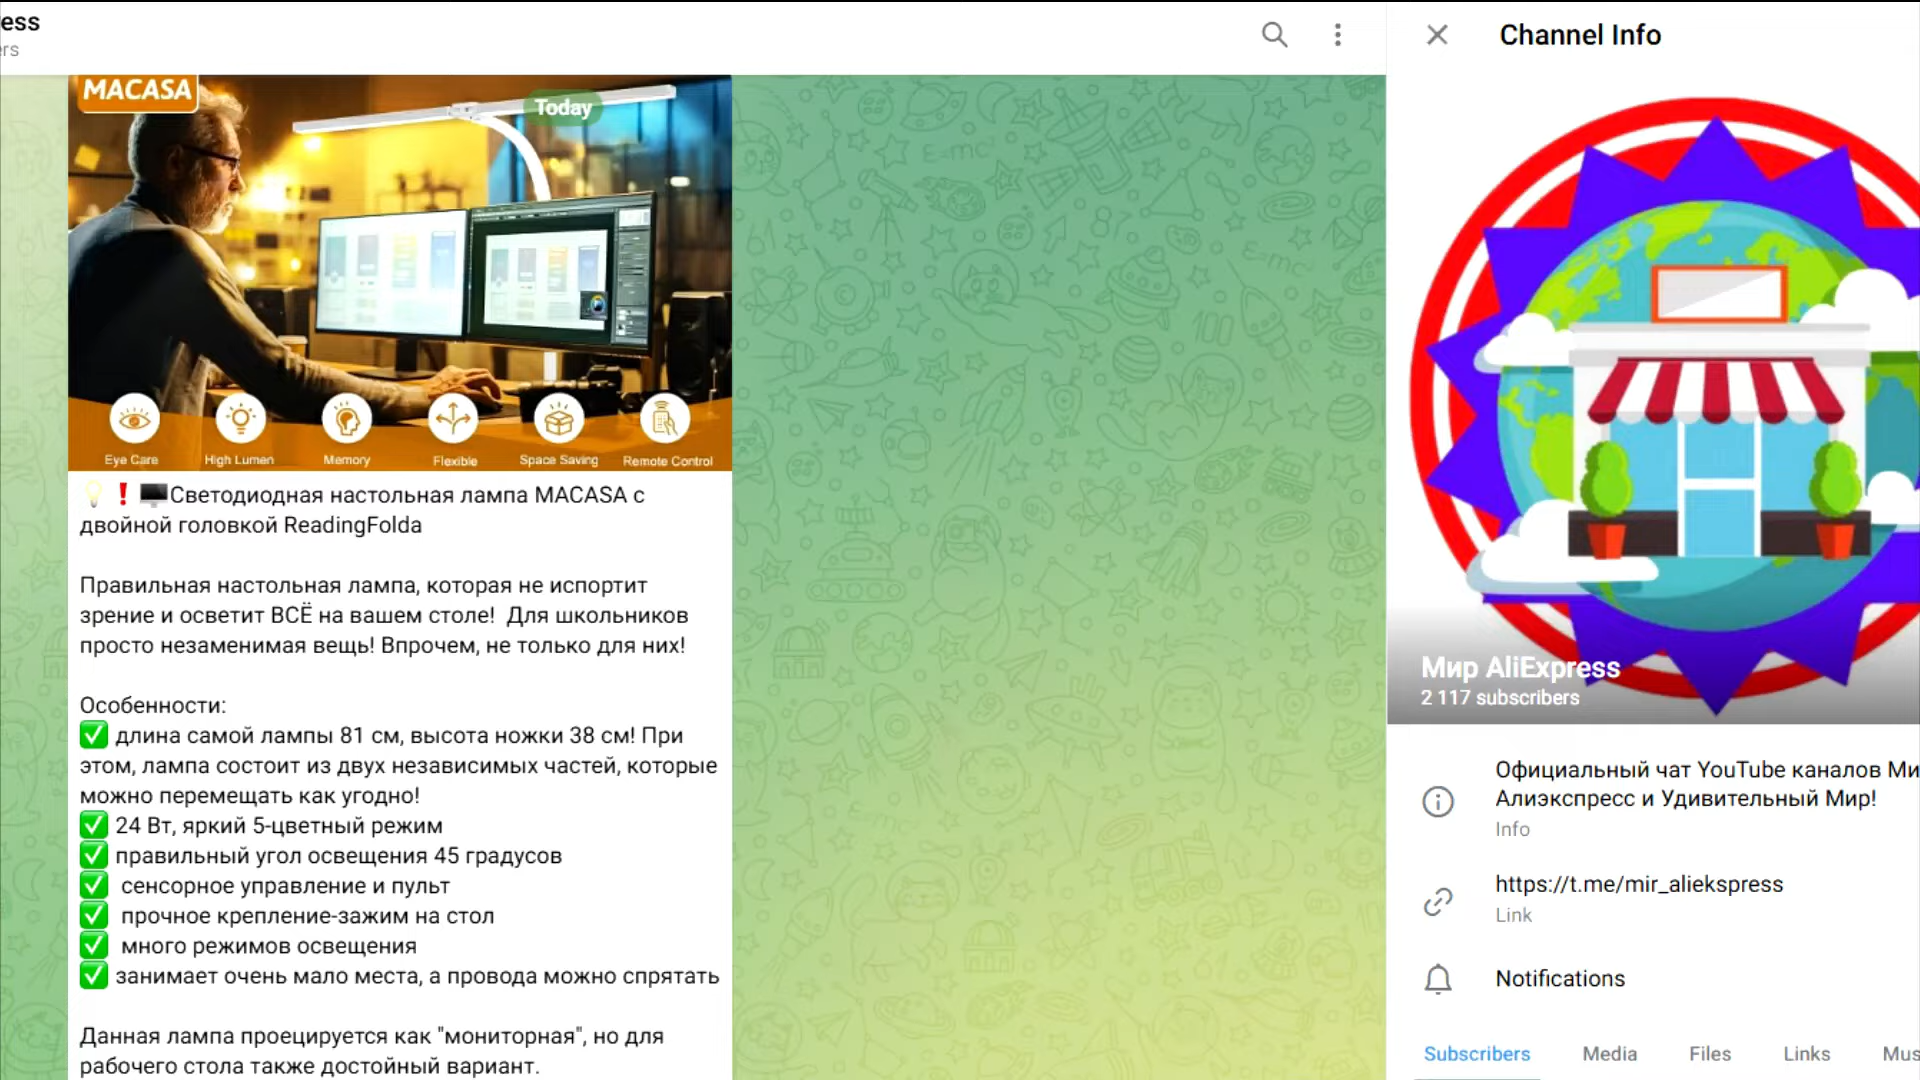 ess
ers
Channel Info
MACASA
Today
Eye Care
High Lumen
Memory
Flexible
Space Saving
Remote Control
💡❗🖥️Светодиодная настольная лампа MACASA с
двойной головкой ReadingFolda
Правильная настольная лампа, которая не испортит
зрение и осветит ВСЁ на вашем столе!  Для школьников
просто незаменимая вещь! Впрочем, не только для них!
Особенности:
✅ длина самой лампы 81 см, высота ножки 38 см! При
этом, лампа состоит из двух независимых частей, которые
можно перемещать как угодно!
✅ 24 Вт, яркий 5-цветный режим
✅ правильный угол освещения 45 градусов
✅ сенсорное управление и пульт
✅ прочное крепление-зажим на стол
✅ много режимов освещения
✅ занимает очень мало места, а провода можно спрятать
Данная лампа проецируется как "мониторная", но для
рабочего стола также достойный вариант.
Мир AliExpress
2 117 subscribers
Официальный чат YouTube каналов Ми
Алиэкспресс и Удивительный Мир!
Info
https://t.me/mir_aliekspress
Link
Notifications
Subscribers
Media
Files
Links
Mus